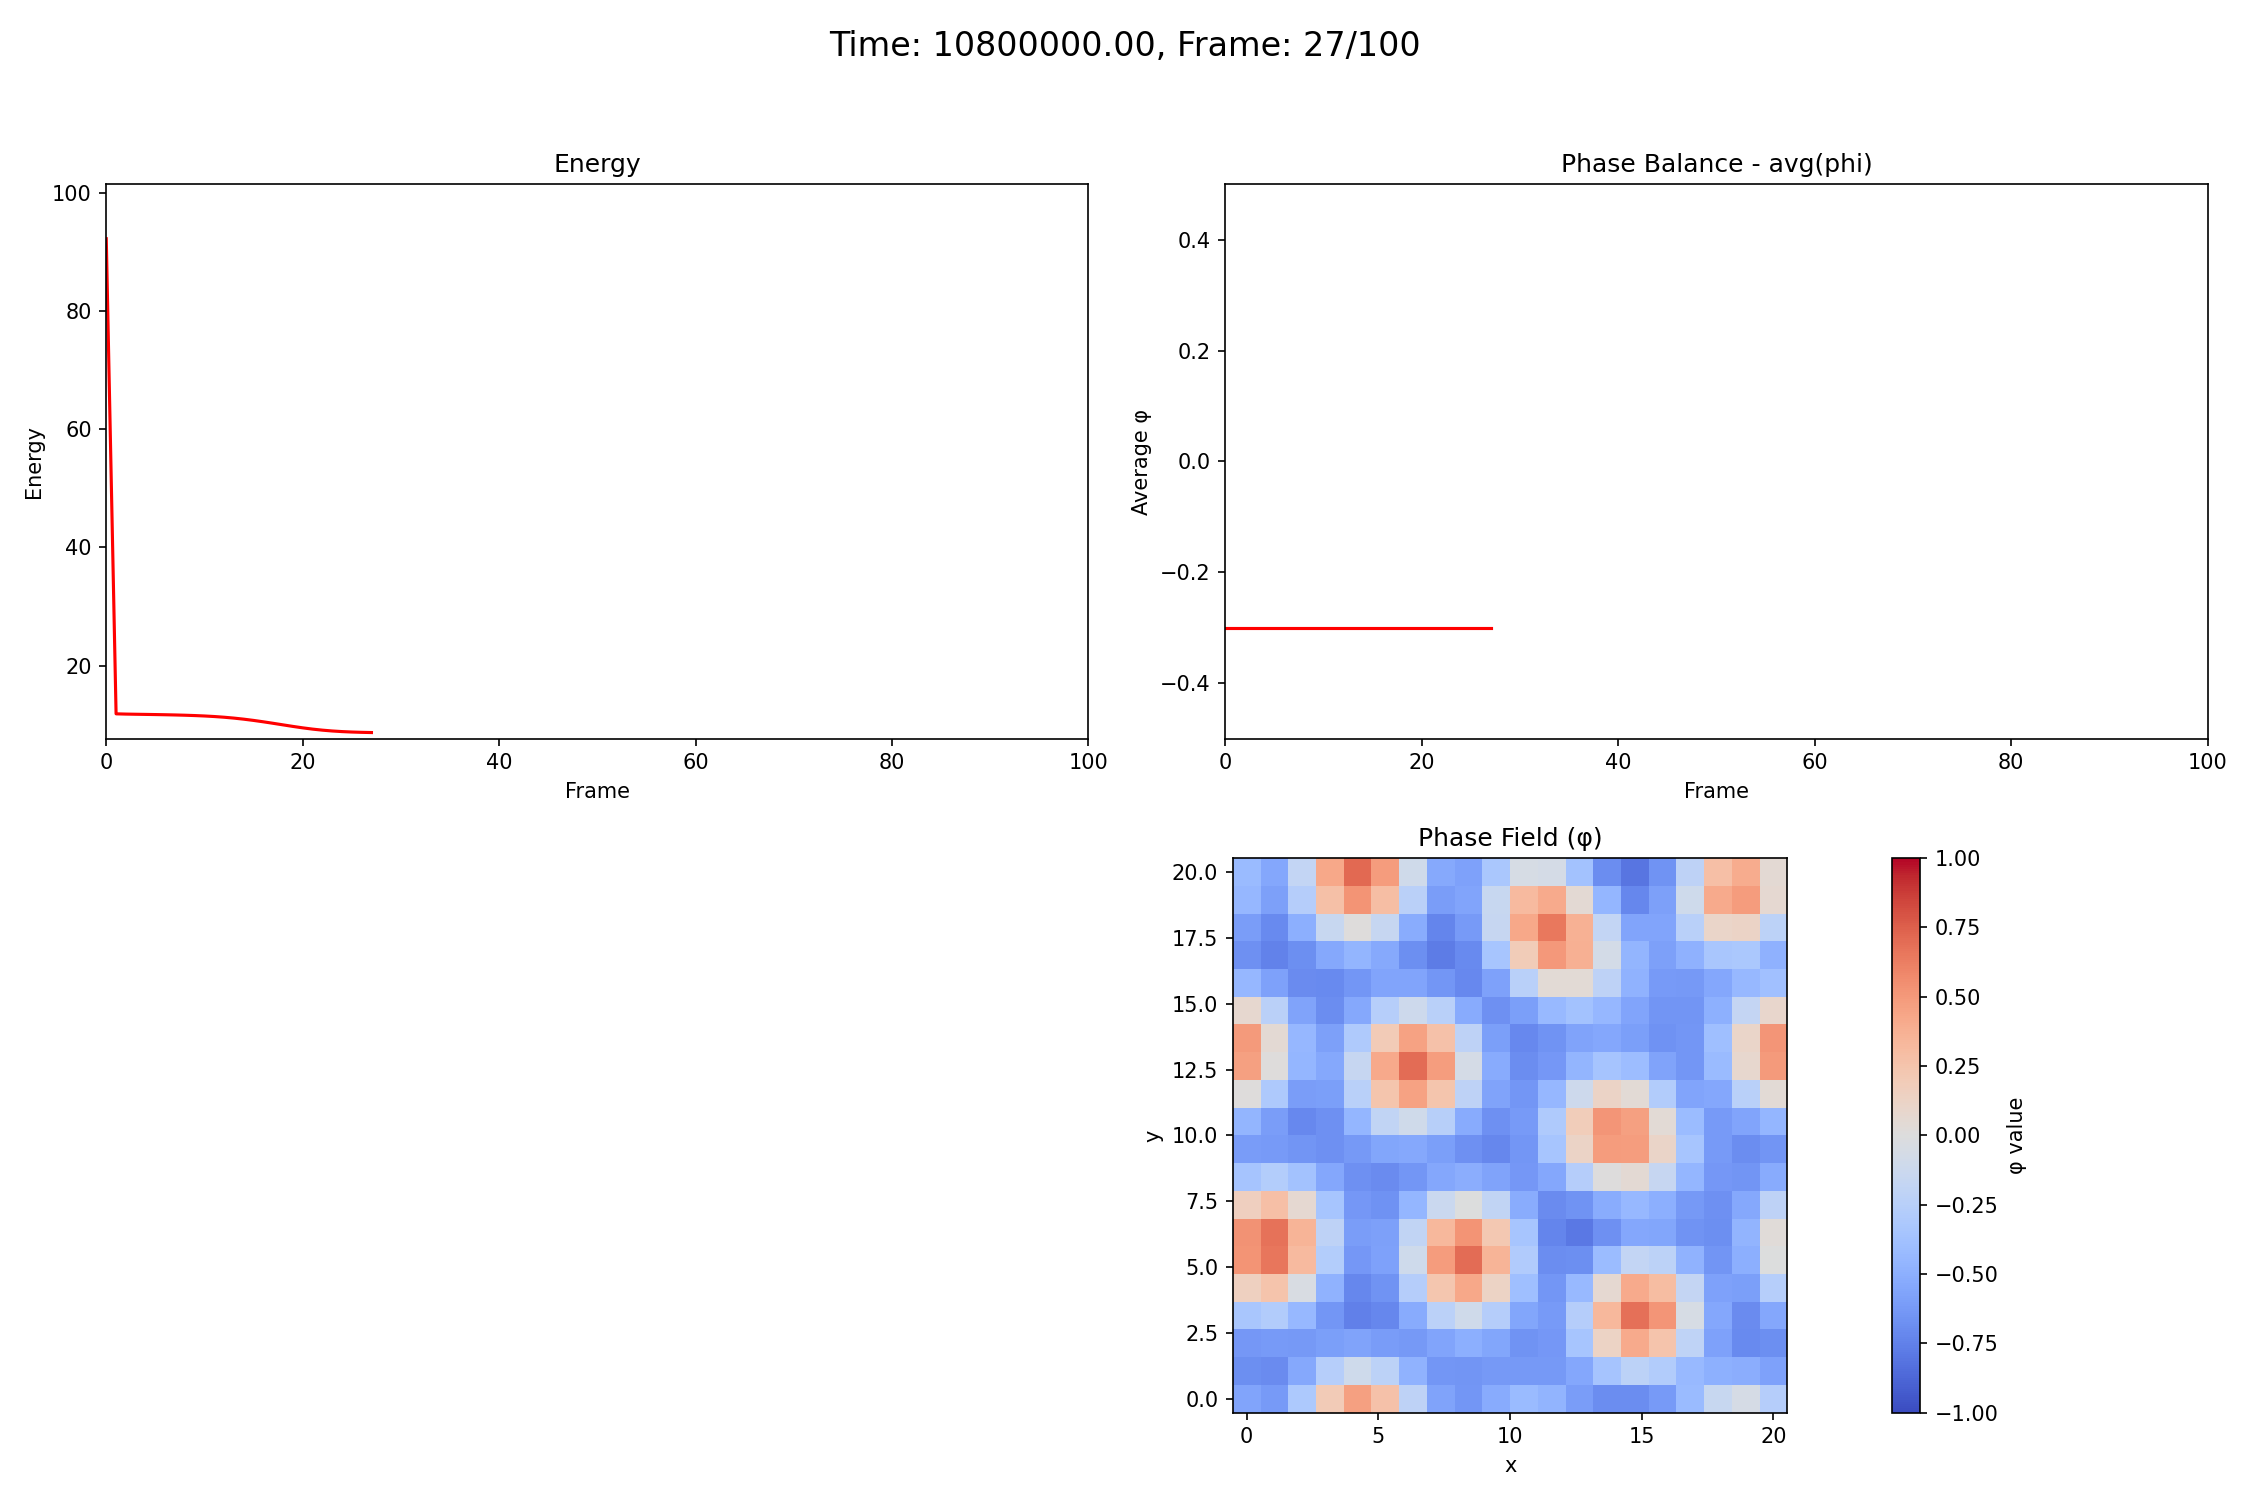 Time: 10800000.00, Frame: 27/100
Energy
100
80
60
40
20
Energy
0 20 40 60 80 100
Frame
Phase Balance - avg(phi)
0.4
0.2
0.0
−0.2
−0.4
Average φ
0 20 40 60 80 100
Frame
Phase Field (φ)
20.0
17.5
15.0
12.5
10.0
7.5
5.0
2.5
0.0
y
0 5 10 15 20
x
1.00
0.75
0.50
0.25
0.00
−0.25
−0.50
−0.75
−1.00
φ value